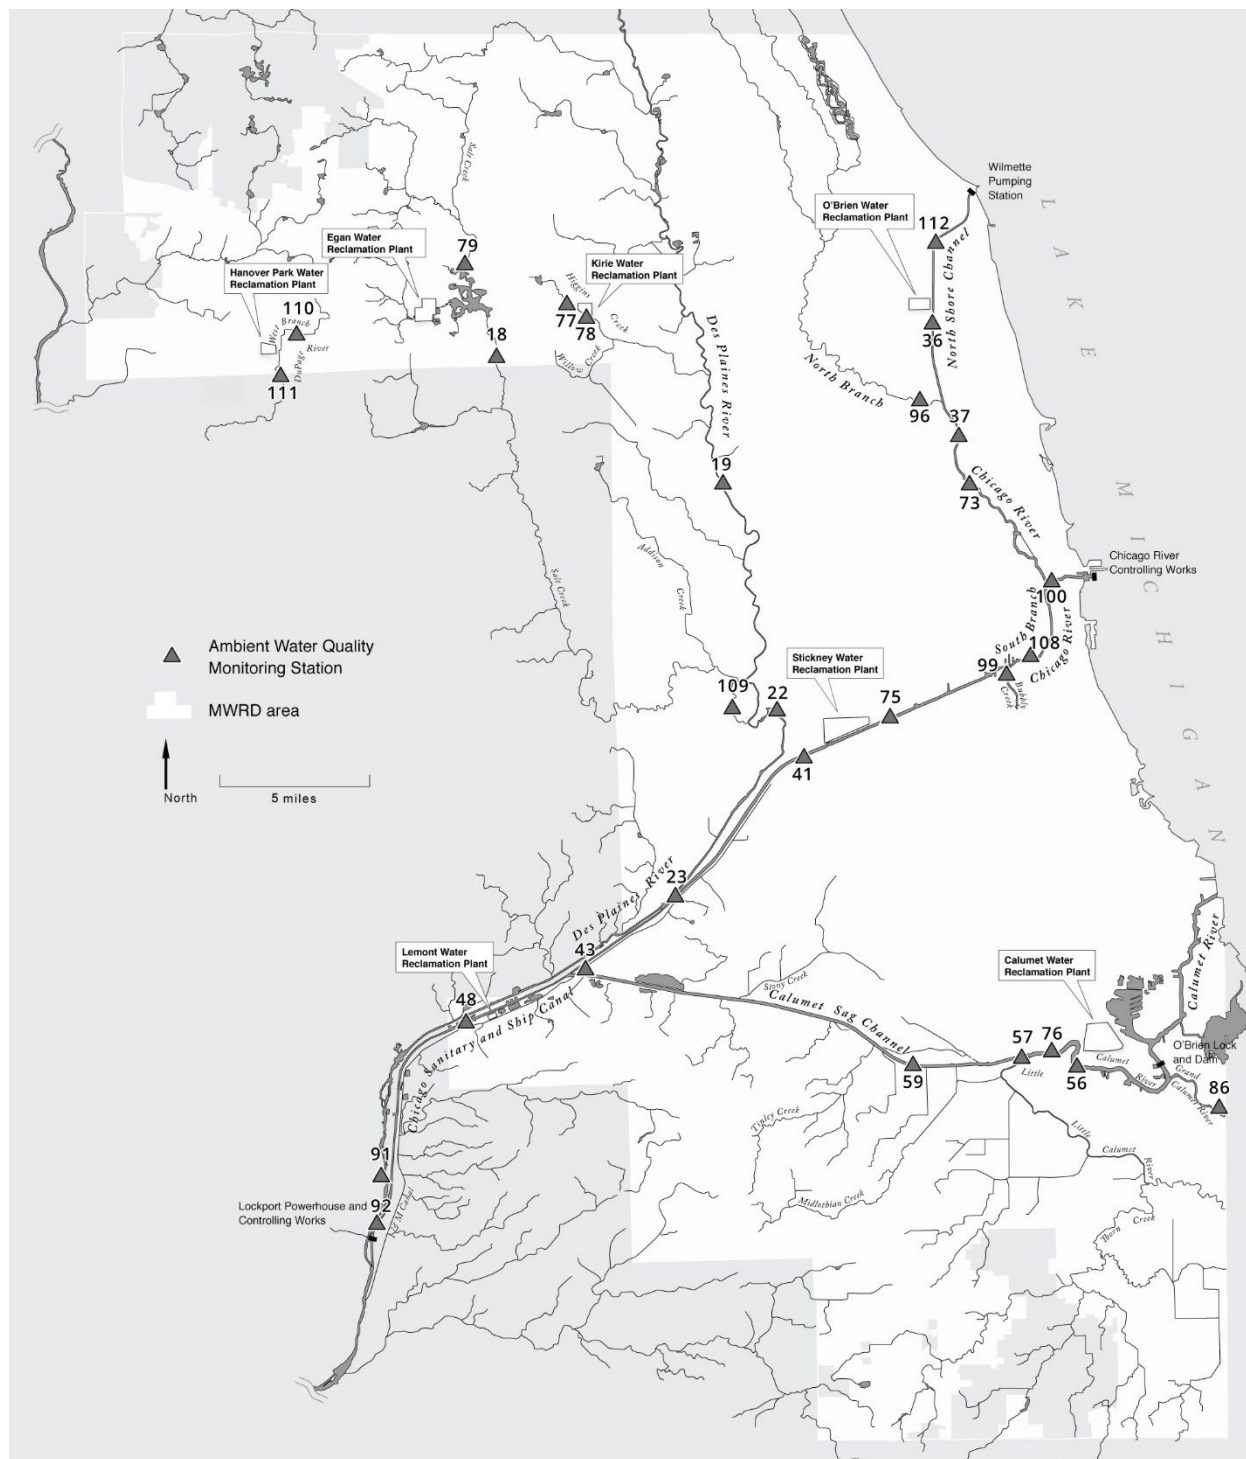 Wilmette
Pumping
Station
O'Brien Water
Reclamation Plant
112
LAKE
MICHIGAN
North Shore Channel
Egan Water
Reclamation Plant
79
Salt Creek
Kirie Water
Reclamation Plant
Hanover Park Water
Reclamation Plant
110
West Branch
DuPage River
111
18
Higgins
Creek
77
78
Willow Creek
Des Plaines River
36
North Branch
96
37
19
73
Chicago River
Addison
Creek
Salt Creek
Chicago River
Controlling Works
100
South Branch
Chicago River
108
99
Bubbly
Creek
Ambient Water Quality
Monitoring Station
MWRD area
North
5 miles
Stickney Water
Reclamation Plant
109
22
75
41
23
Des Plaines River
43
Lemont Water
Reclamation Plant
48
Chicago Sanitary and Ship Canal
Stony Creek
Calumet Sag Channel
Calumet Water
Reclamation Plant
Calumet River
O'Brien Lock
and Dam
57
76
56
59
Little
Calumet
River
Grand
Calumet River
86
Tinley Creek
Little
Calumet
River
Midlothian Creek
Thorn Creek
91
92
Lockport Powerhouse and
Controlling Works
I & M Canal